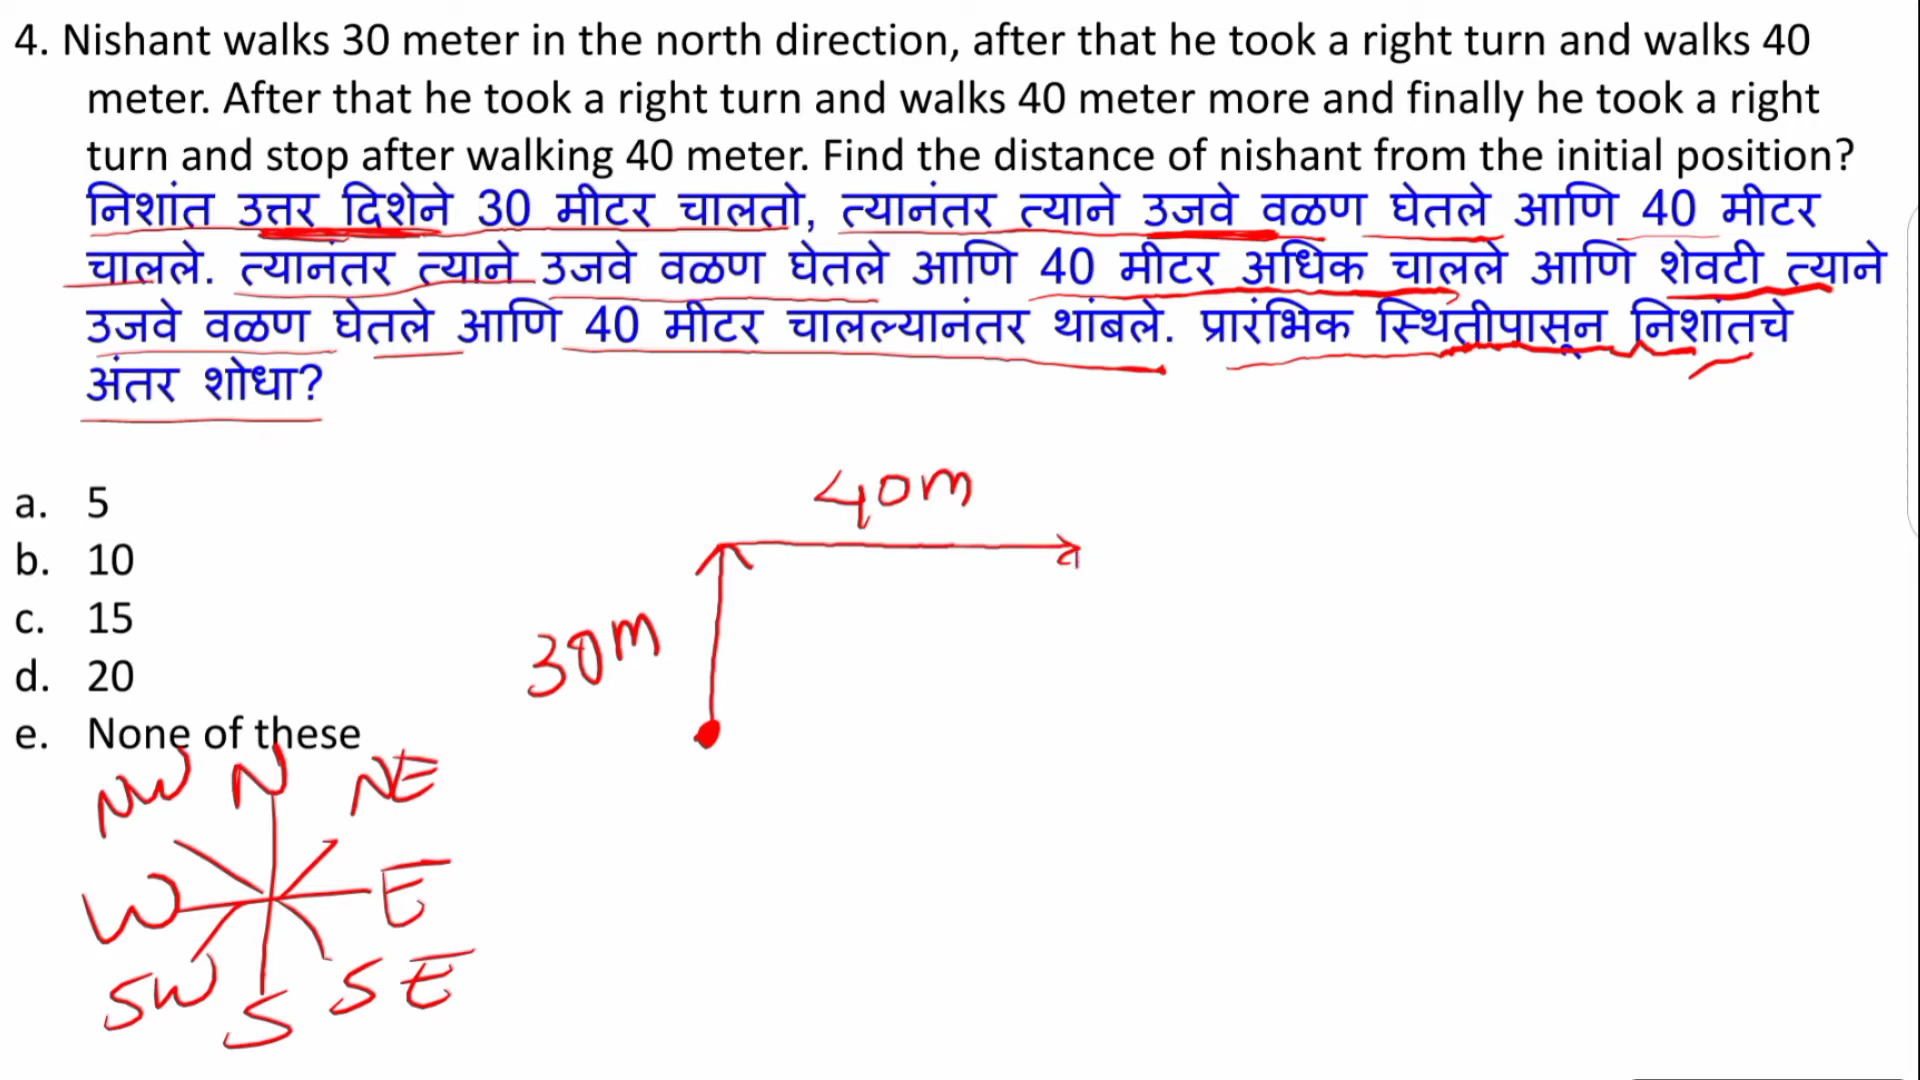 4. Nishant walks 30 meter in the north direction, after that he took a right turn and walks 40
meter. After that he took a right turn and walks 40 meter more and finally he took a right
turn and stop after walking 40 meter. Find the distance of nishant from the initial position?
निशांत उत्तर दिशेने 30 मीटर चालतो, त्यानंतर त्याने उजवे वळण घेतले आणि 40 मीटर
चालले. त्यानंतर त्याने उजवे वळण घेतले आणि 40 मीटर अधिक चालले आणि शेवटी त्याने
उजवे वळण घेतले आणि 40 मीटर चालल्यानंतर थांबले. प्रारंभिक स्थितीपासून निशांतचे
अंतर शोधा?
40m
a. 5
b. 10
c. 15
30m
d. 20
e. None of these
NW N NE
W E
SW S SE